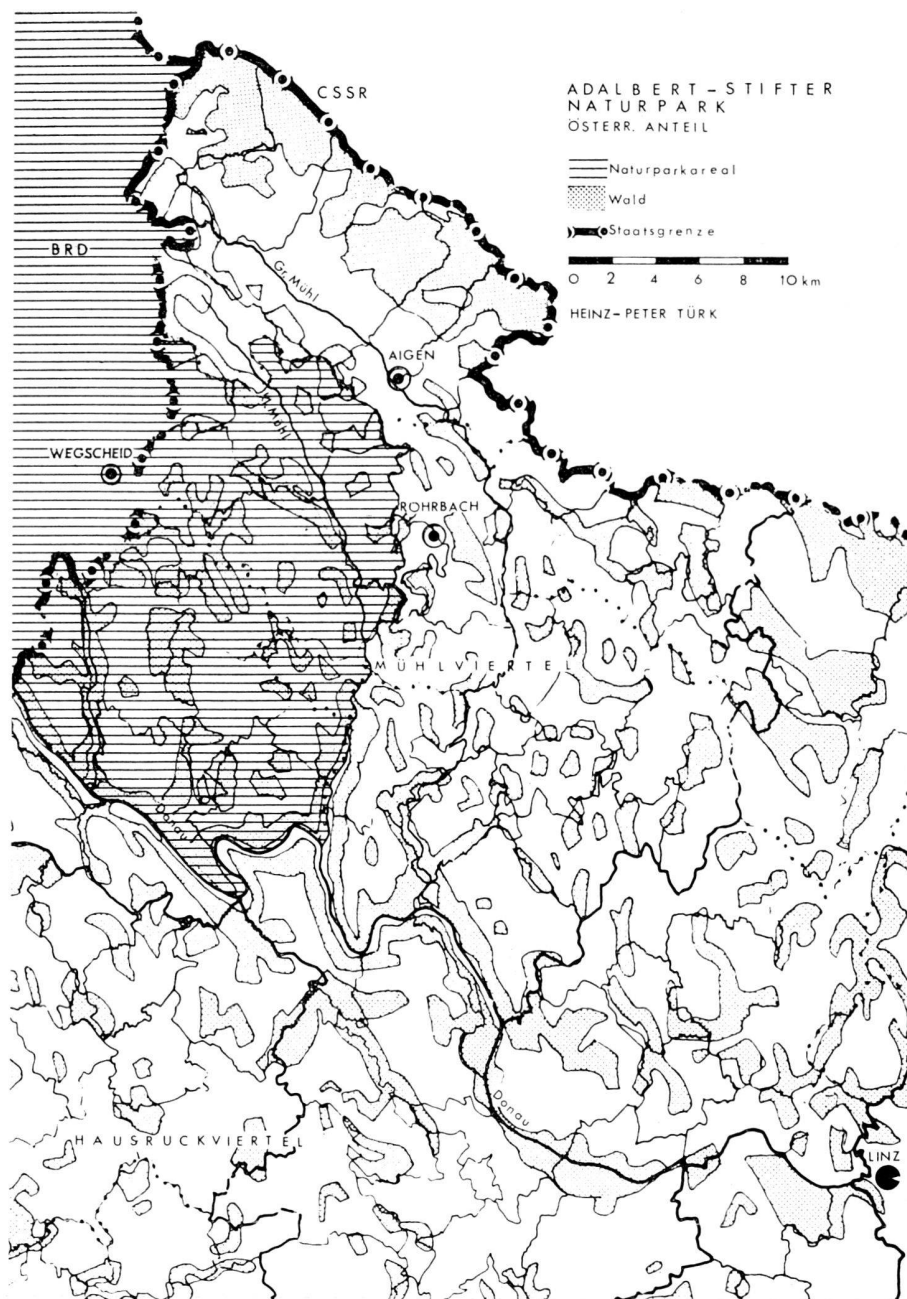 ADALBERT-STIFTER
NATURPARK
ÖSTERR. ANTEIL
Naturparkareal
Wald
Staatsgrenze
0 2 4 6 8 10 km
HEINZ-PETER TÜRK
CSSR
BRD
Gr. Mühl
AIGEN
Kl. Mühl
WEGSCHEID
ROHRBACH
MÜHLVIERTEL
Donau
Donau
HAUSRUCKVIERTEL
LINZ